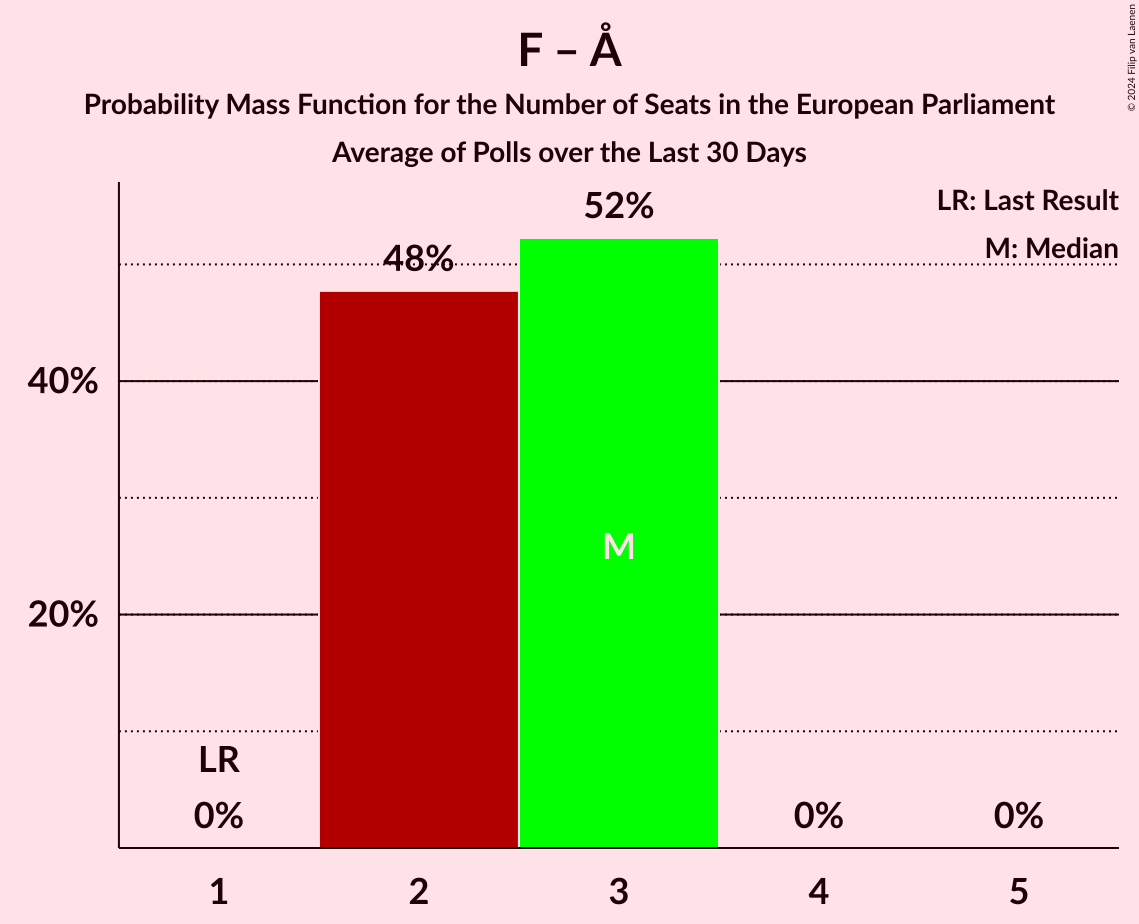 F – Å
Probability Mass Function for the Number of Seats in the European Parliament
Average of Polls over the Last 30 Days
© 2024 Filip van Laenen
LR: Last Result
M: Median
52%
48%
40%
M
20%
LR
0%
0%
0%
1
2
3
4
5